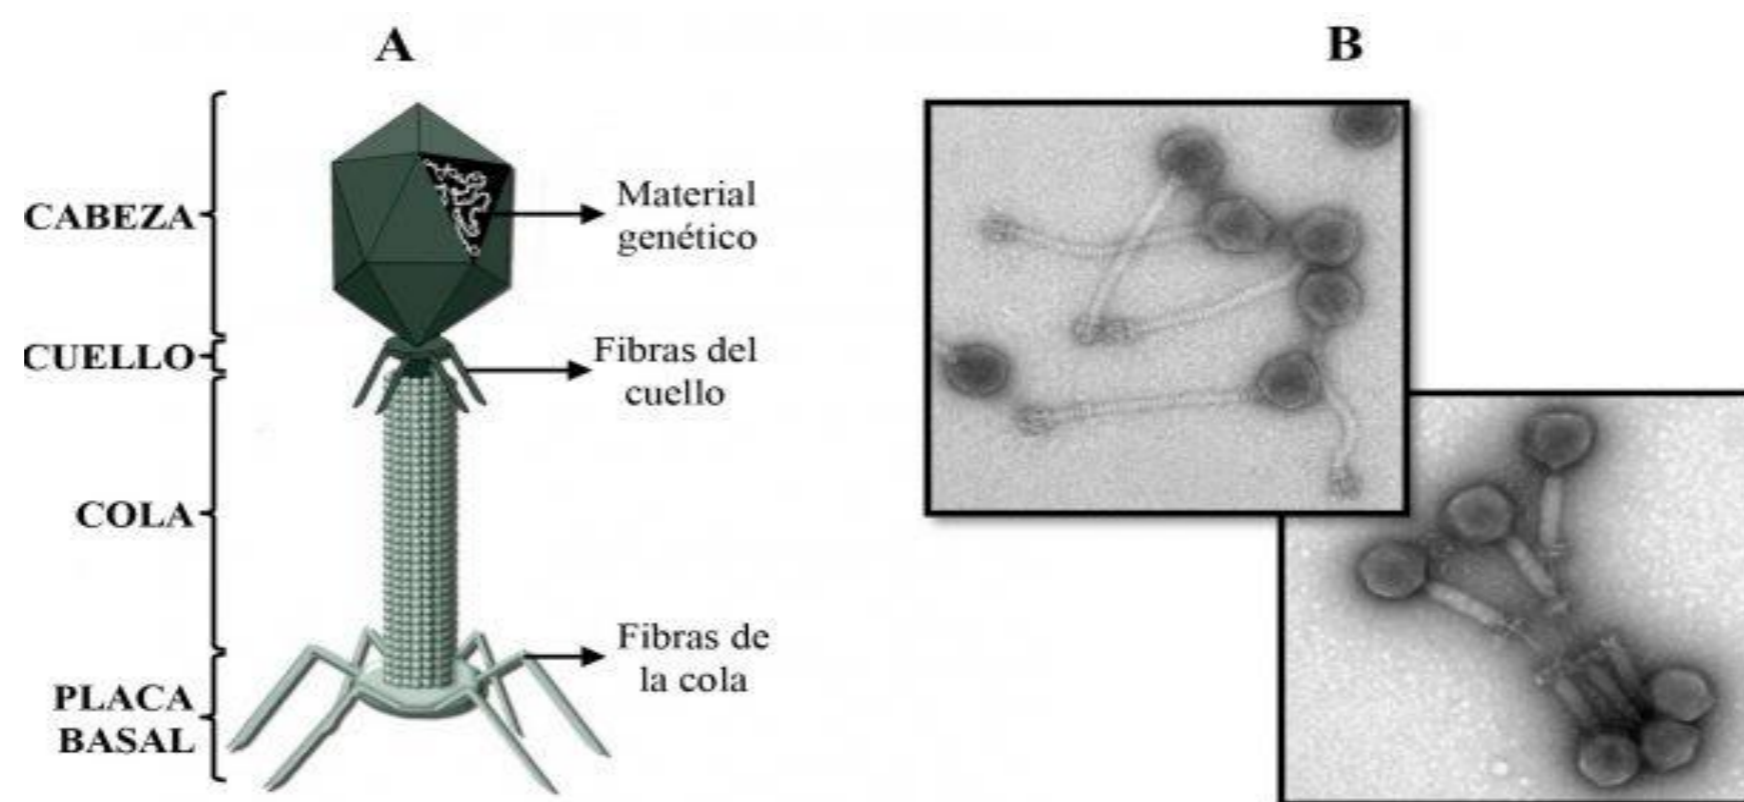 A
B
CABEZA
Material
genético
CUELLO
Fibras del
cuello
COLA
Fibras de
la cola
PLACA
BASAL